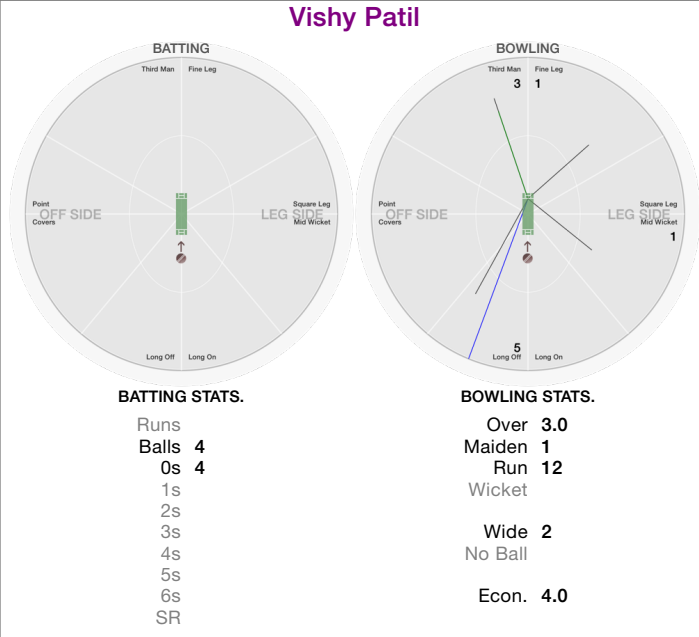 Vishy Patil
BATTING
Third Man Fine Leg
Point
OFF SIDE
Covers
Square Leg
LEG SIDE
Mid Wicket
Long Off Long On
BOWLING
Third Man Fine Leg
3 1
Point
OFF SIDE
Covers
Square Leg
LEG SIDE
Mid Wicket
1
5
Long Off Long On
BATTING STATS.
Runs
Balls 4
0s 4
1s
2s
3s
4s
5s
6s
SR
BOWLING STATS.
Over 3.0
Maiden 1
Run 12
Wicket
Wide 2
No Ball
Econ. 4.0